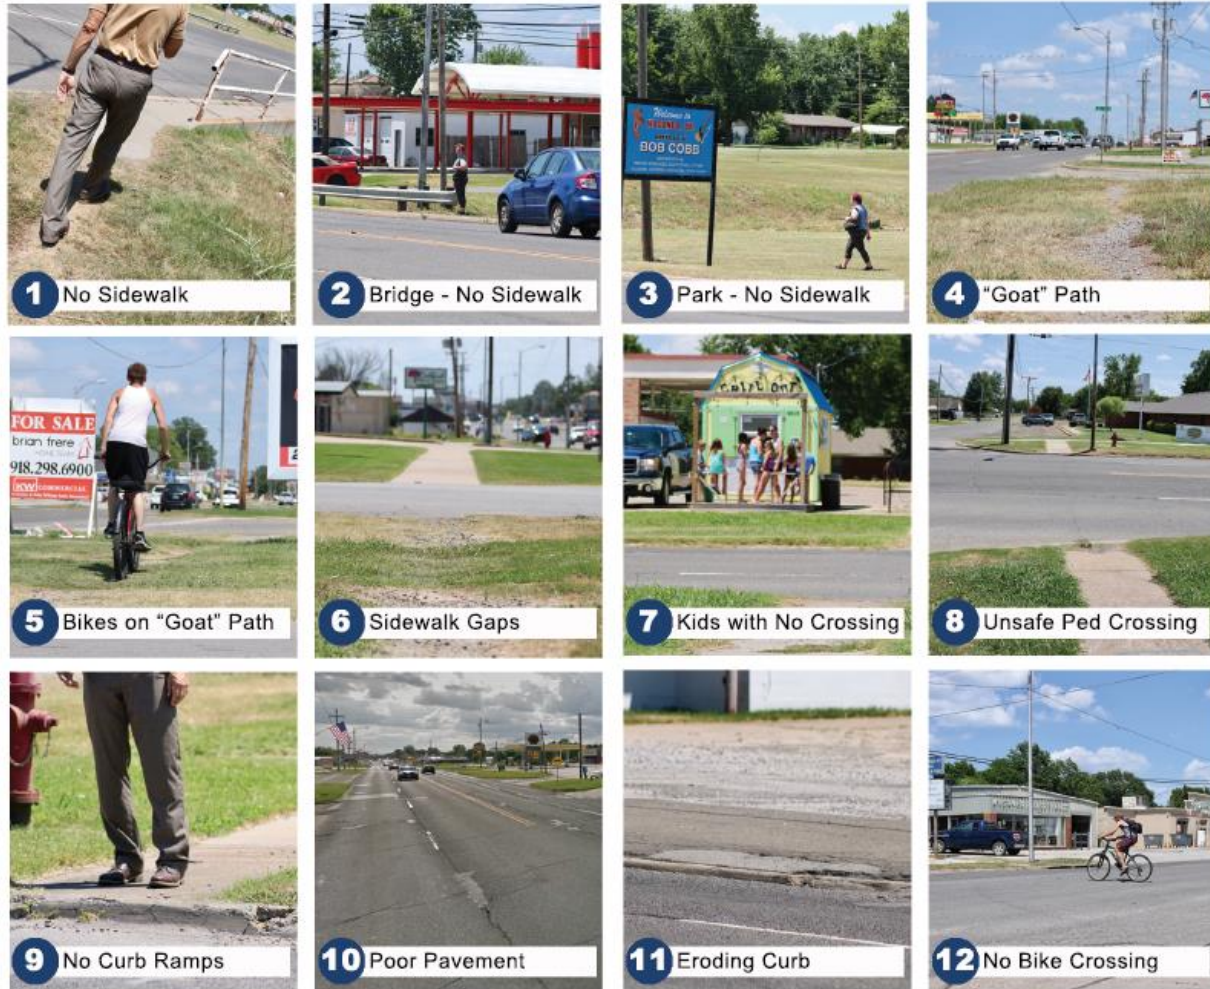 1 No Sidewalk
2 Bridge - No Sidewalk
Welcome to
BOB COBB
3 Park - No Sidewalk
4 "Goat" Path
FOR SALE
brian frere
918.298.6900
KW COMMERCIAL
5 Bikes on "Goat" Path
6 Sidewalk Gaps
7 Kids with No Crossing
8 Unsafe Ped Crossing
9 No Curb Ramps
10 Poor Pavement
11 Eroding Curb
12 No Bike Crossing